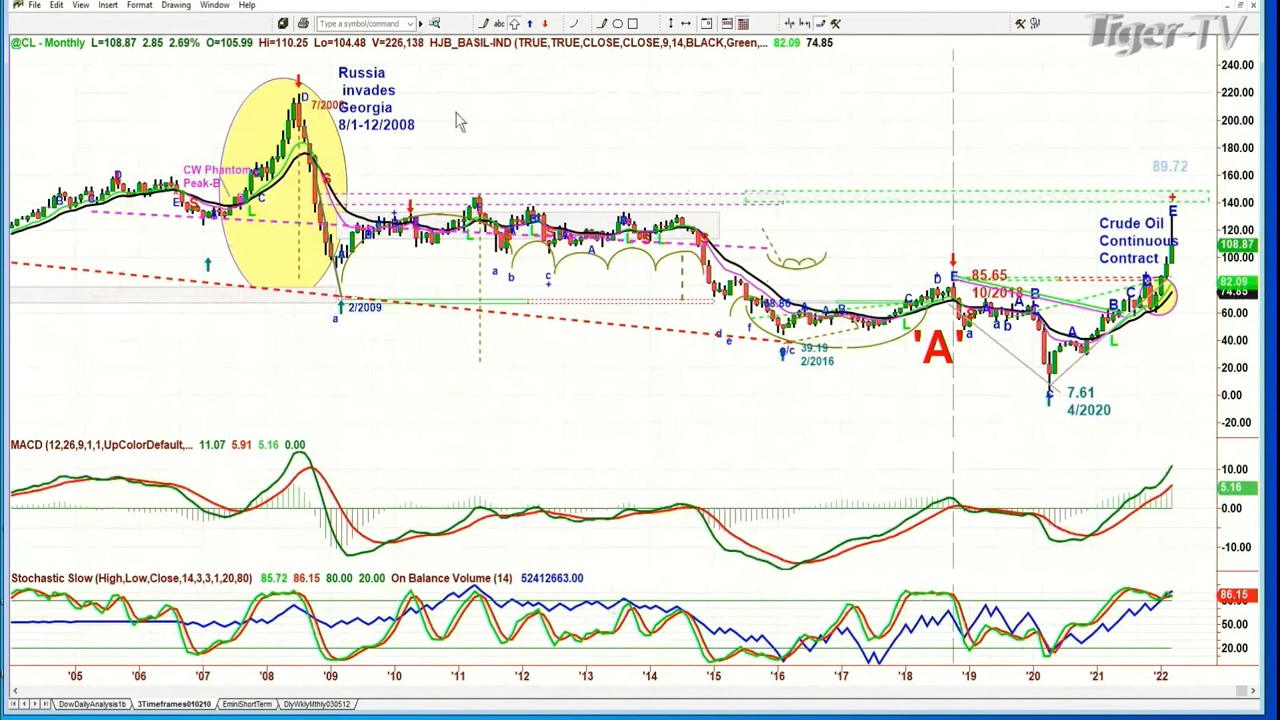 File Edit View Insert Format Drawing Window Help
Type a symbol/command
Tiger-TV
@CL - Monthly L=108.87 2.85 2.69% O=105.99 Hi=110.25 Lo=104.48 V=226,138 HJB_BASIL-IND (TRUE,TRUE,CLOSE,CLOSE,9,14,BLACK,Green,... 82.09 74.85
240.00
220.00
200.00
180.00
160.00
140.00
120.00
108.87
100.00
82.09
74.85
60.00
40.00
20.00
0.00
-20.00
Russia
invades
Georgia
8/1-12/2008
D 7/2008
CW Phantom
Peak-B
89.72
Crude Oil
Continuous
Contract
85.65
10/2018
2/2009
39.19
2/2016
'A'
7.61
4/2020
MACD (12,26,9,1,1,UpColorDefault,... 11.07 5.91 5.16 0.00
10.00
5.16
0.00
-10.00
Stochastic Slow (High,Low,Close,14,3,3,1,20,80) 85.72 86.15 80.00 20.00 On Balance Volume (14) 52412663.00
86.15
50.00
20.00
'05 '06 '07 '08 '09 '10 '11 '12 '13 '14 '15 '16 '17 '18 '19 '20 '21 '22
DowDailyAnalysis1b 3Timeframes010210 EminiShortTerm DlyWklyMthly030512